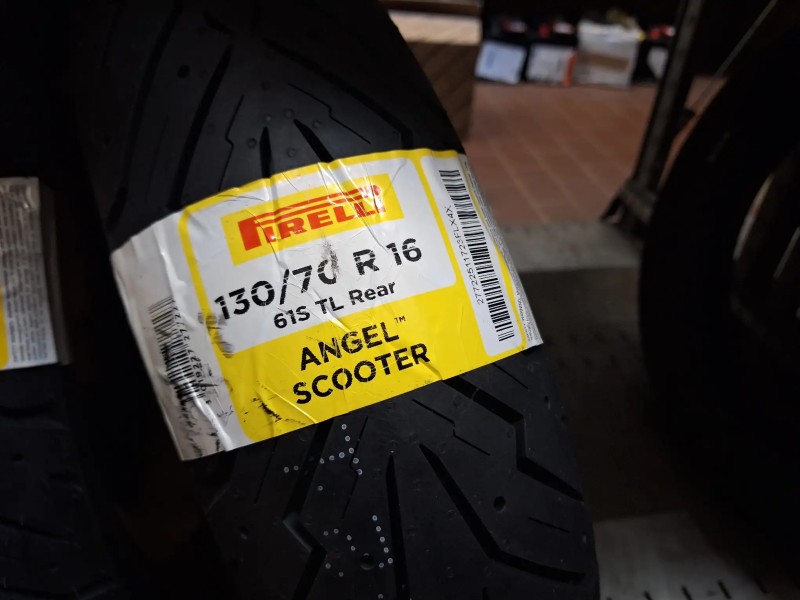 PIRELLI
130/70 R 16
61S TL Rear
ANGEL™
SCOOTER